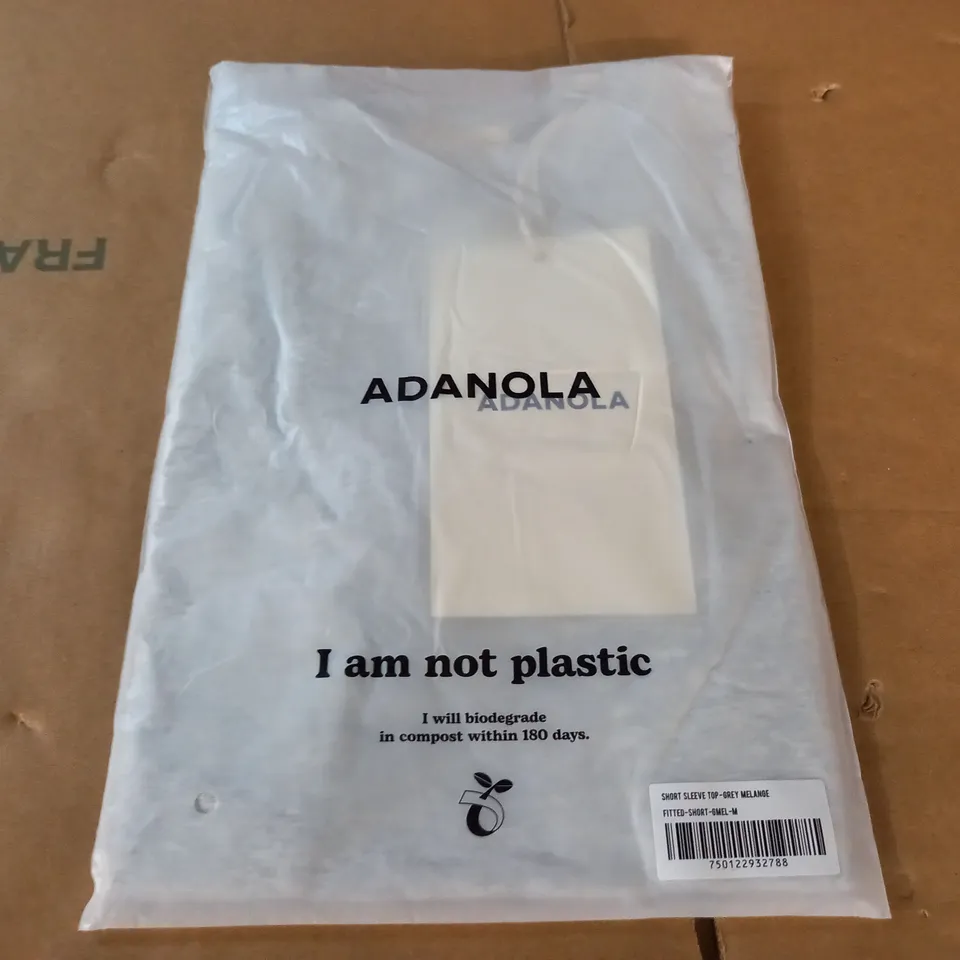 FRA
ADANOLA
ADANOLA
I am not plastic
I will biodegrade
in compost within 180 days.
SHORT SLEEVE TOP-GREY MELANGE
FITTED-SHORT-GMEL-M
750122932788